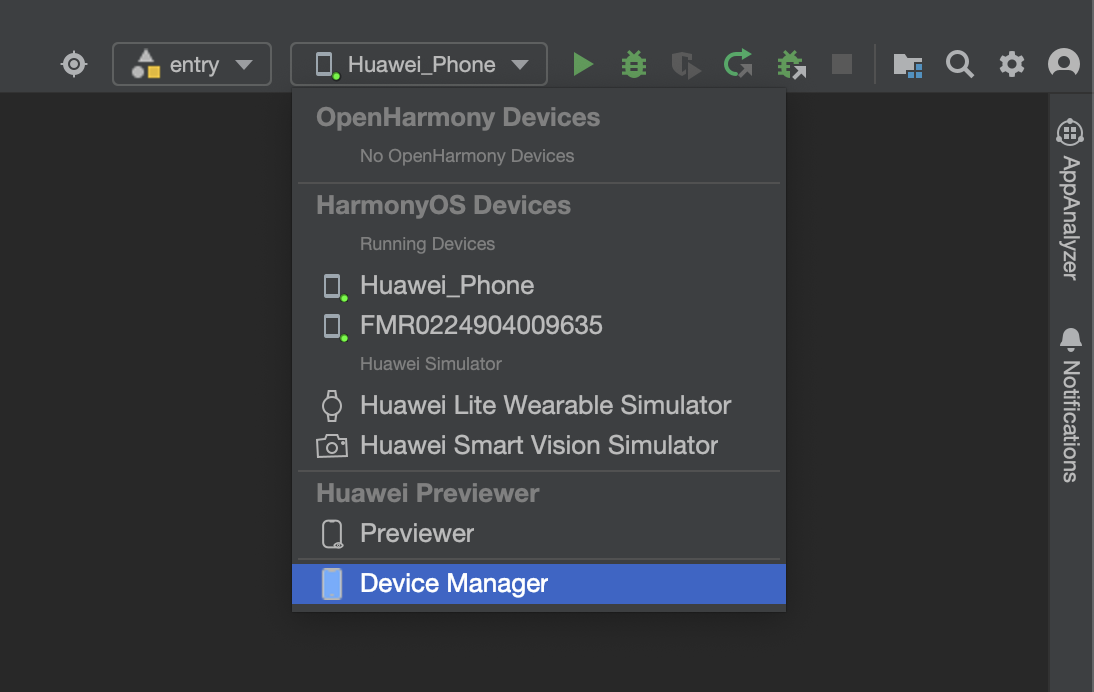 entry
Huawei_Phone
OpenHarmony Devices
No OpenHarmony Devices
HarmonyOS Devices
Running Devices
Huawei_Phone
FMR0224904009635
Huawei Simulator
Huawei Lite Wearable Simulator
Huawei Smart Vision Simulator
Huawei Previewer
Previewer
Device Manager
AppAnalyzer
Notifications